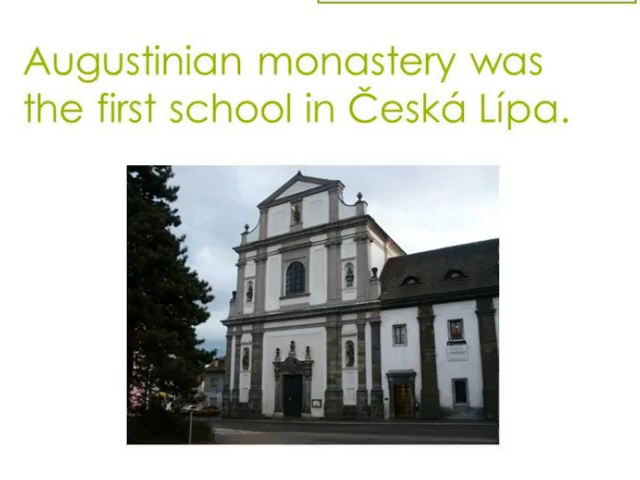 Augustinian monastery was
the first school in Česká Lípa.